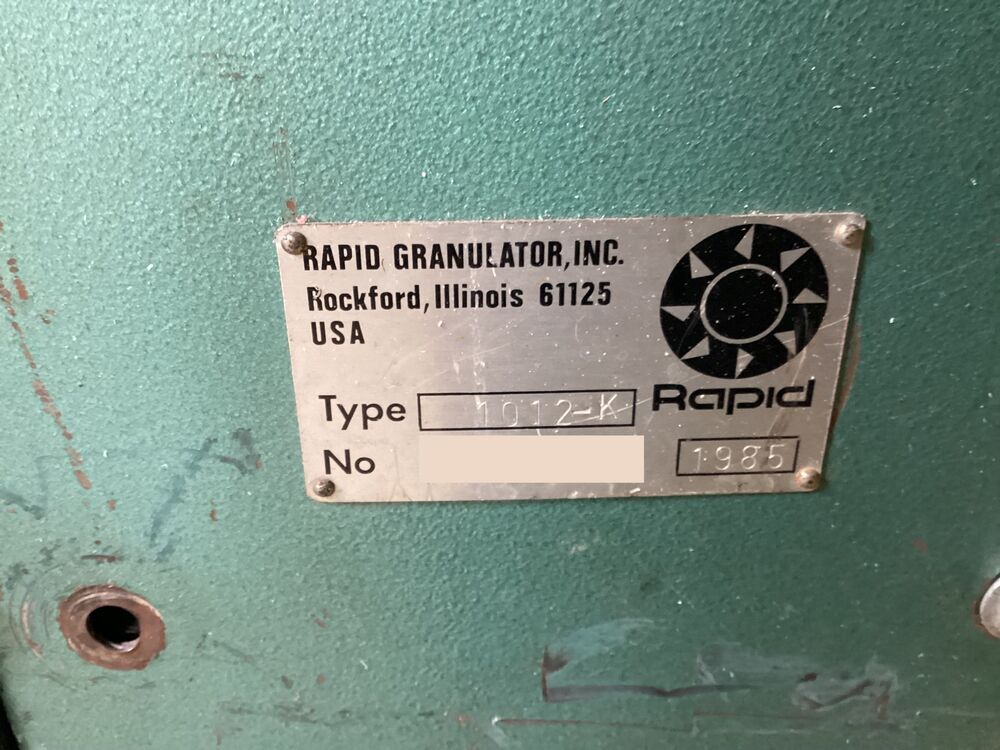 RAPID GRANULATOR, INC.
Rockford, Illinois 61125
USA
Rapid
Type 1012-K
No 1985